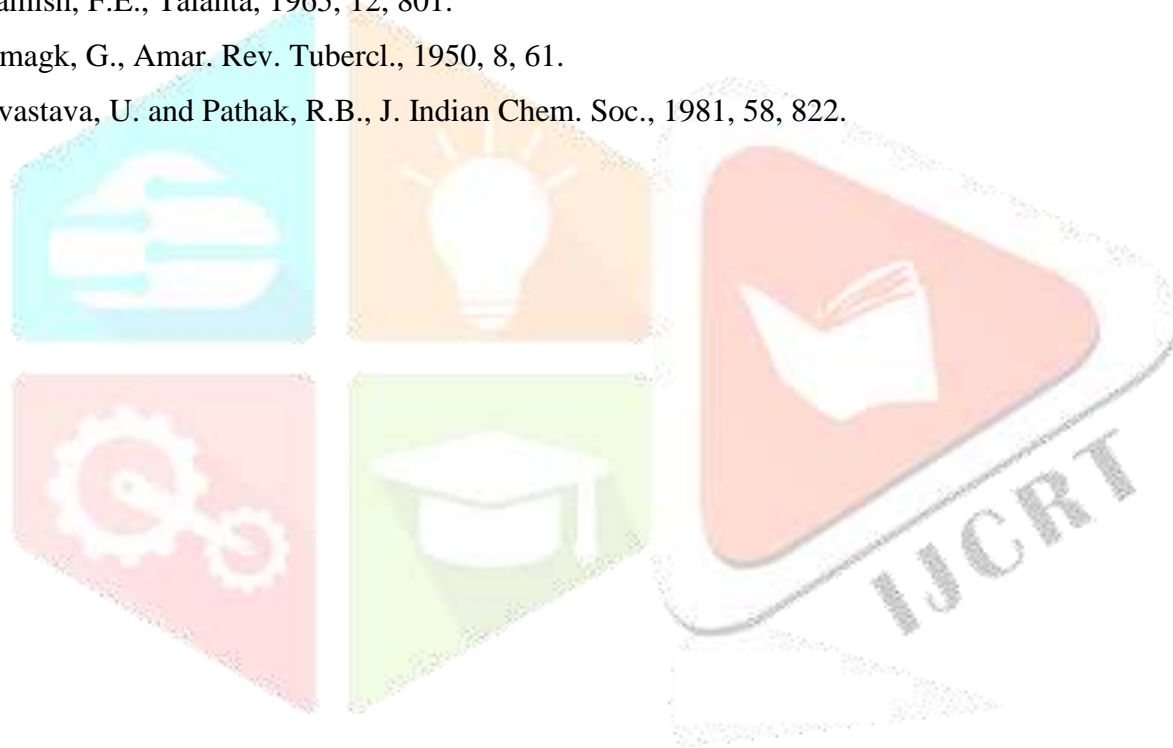 F.E., Talanta, 1965, 12, 801.
magk, G., Amar. Rev. Tubercl., 1950, 8, 61.
vastava, U. and Pathak, R.B., J. Indian Chem. Soc., 1981, 58, 822.
IJCRT